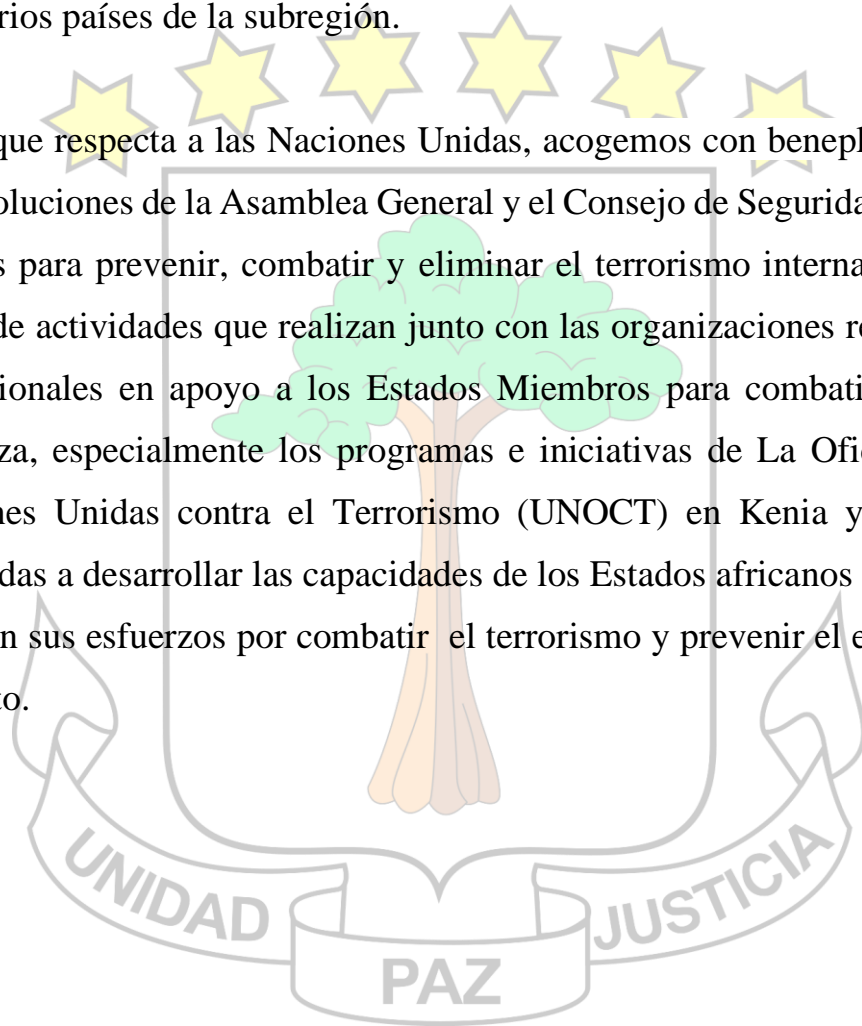 rios países de la subregión.
que respecta a las Naciones Unidas, acogemos con benepl
oluciones de la Asamblea General y el Consejo de Segurida
s para prevenir, combatir y eliminar el terrorismo interna
de actividades que realizan junto con las organizaciones re
ionales en apoyo a los Estados Miembros para combati
za, especialmente los programas e iniciativas de La Ofic
nes Unidas contra el Terrorismo (UNOCT) en Kenia y
das a desarrollar las capacidades de los Estados africanos
n sus esfuerzos por combatir el terrorismo y prevenir el e
to.
UNIDAD
PAZ
JUSTICIA